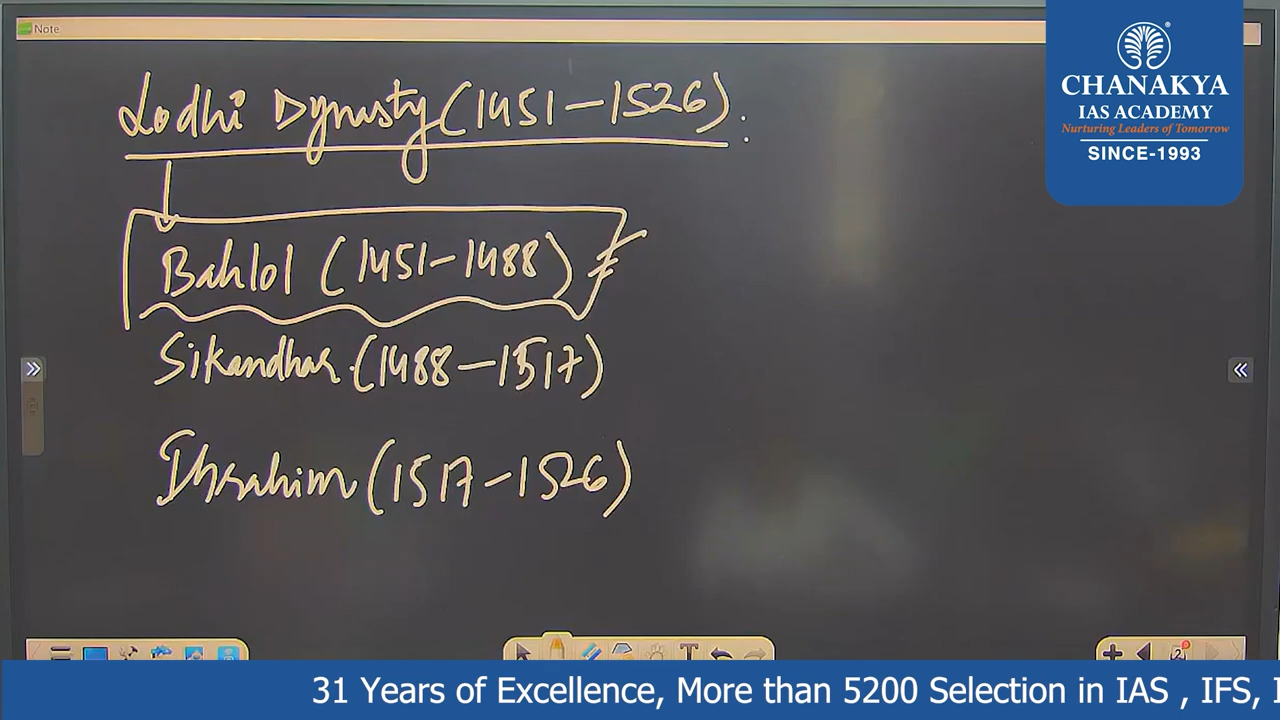 Note
CHANAKYA
IAS ACADEMY
Nurturing Leaders of Tomorrow
SINCE-1993
Lodhi Dynasty (1451-1526):
Bahlol (1451-1488)
Sikandhar (1488-1517)
Ibrahim (1517-1526)
31 Years of Excellence, More than 5200 Selection in IAS , IFS,